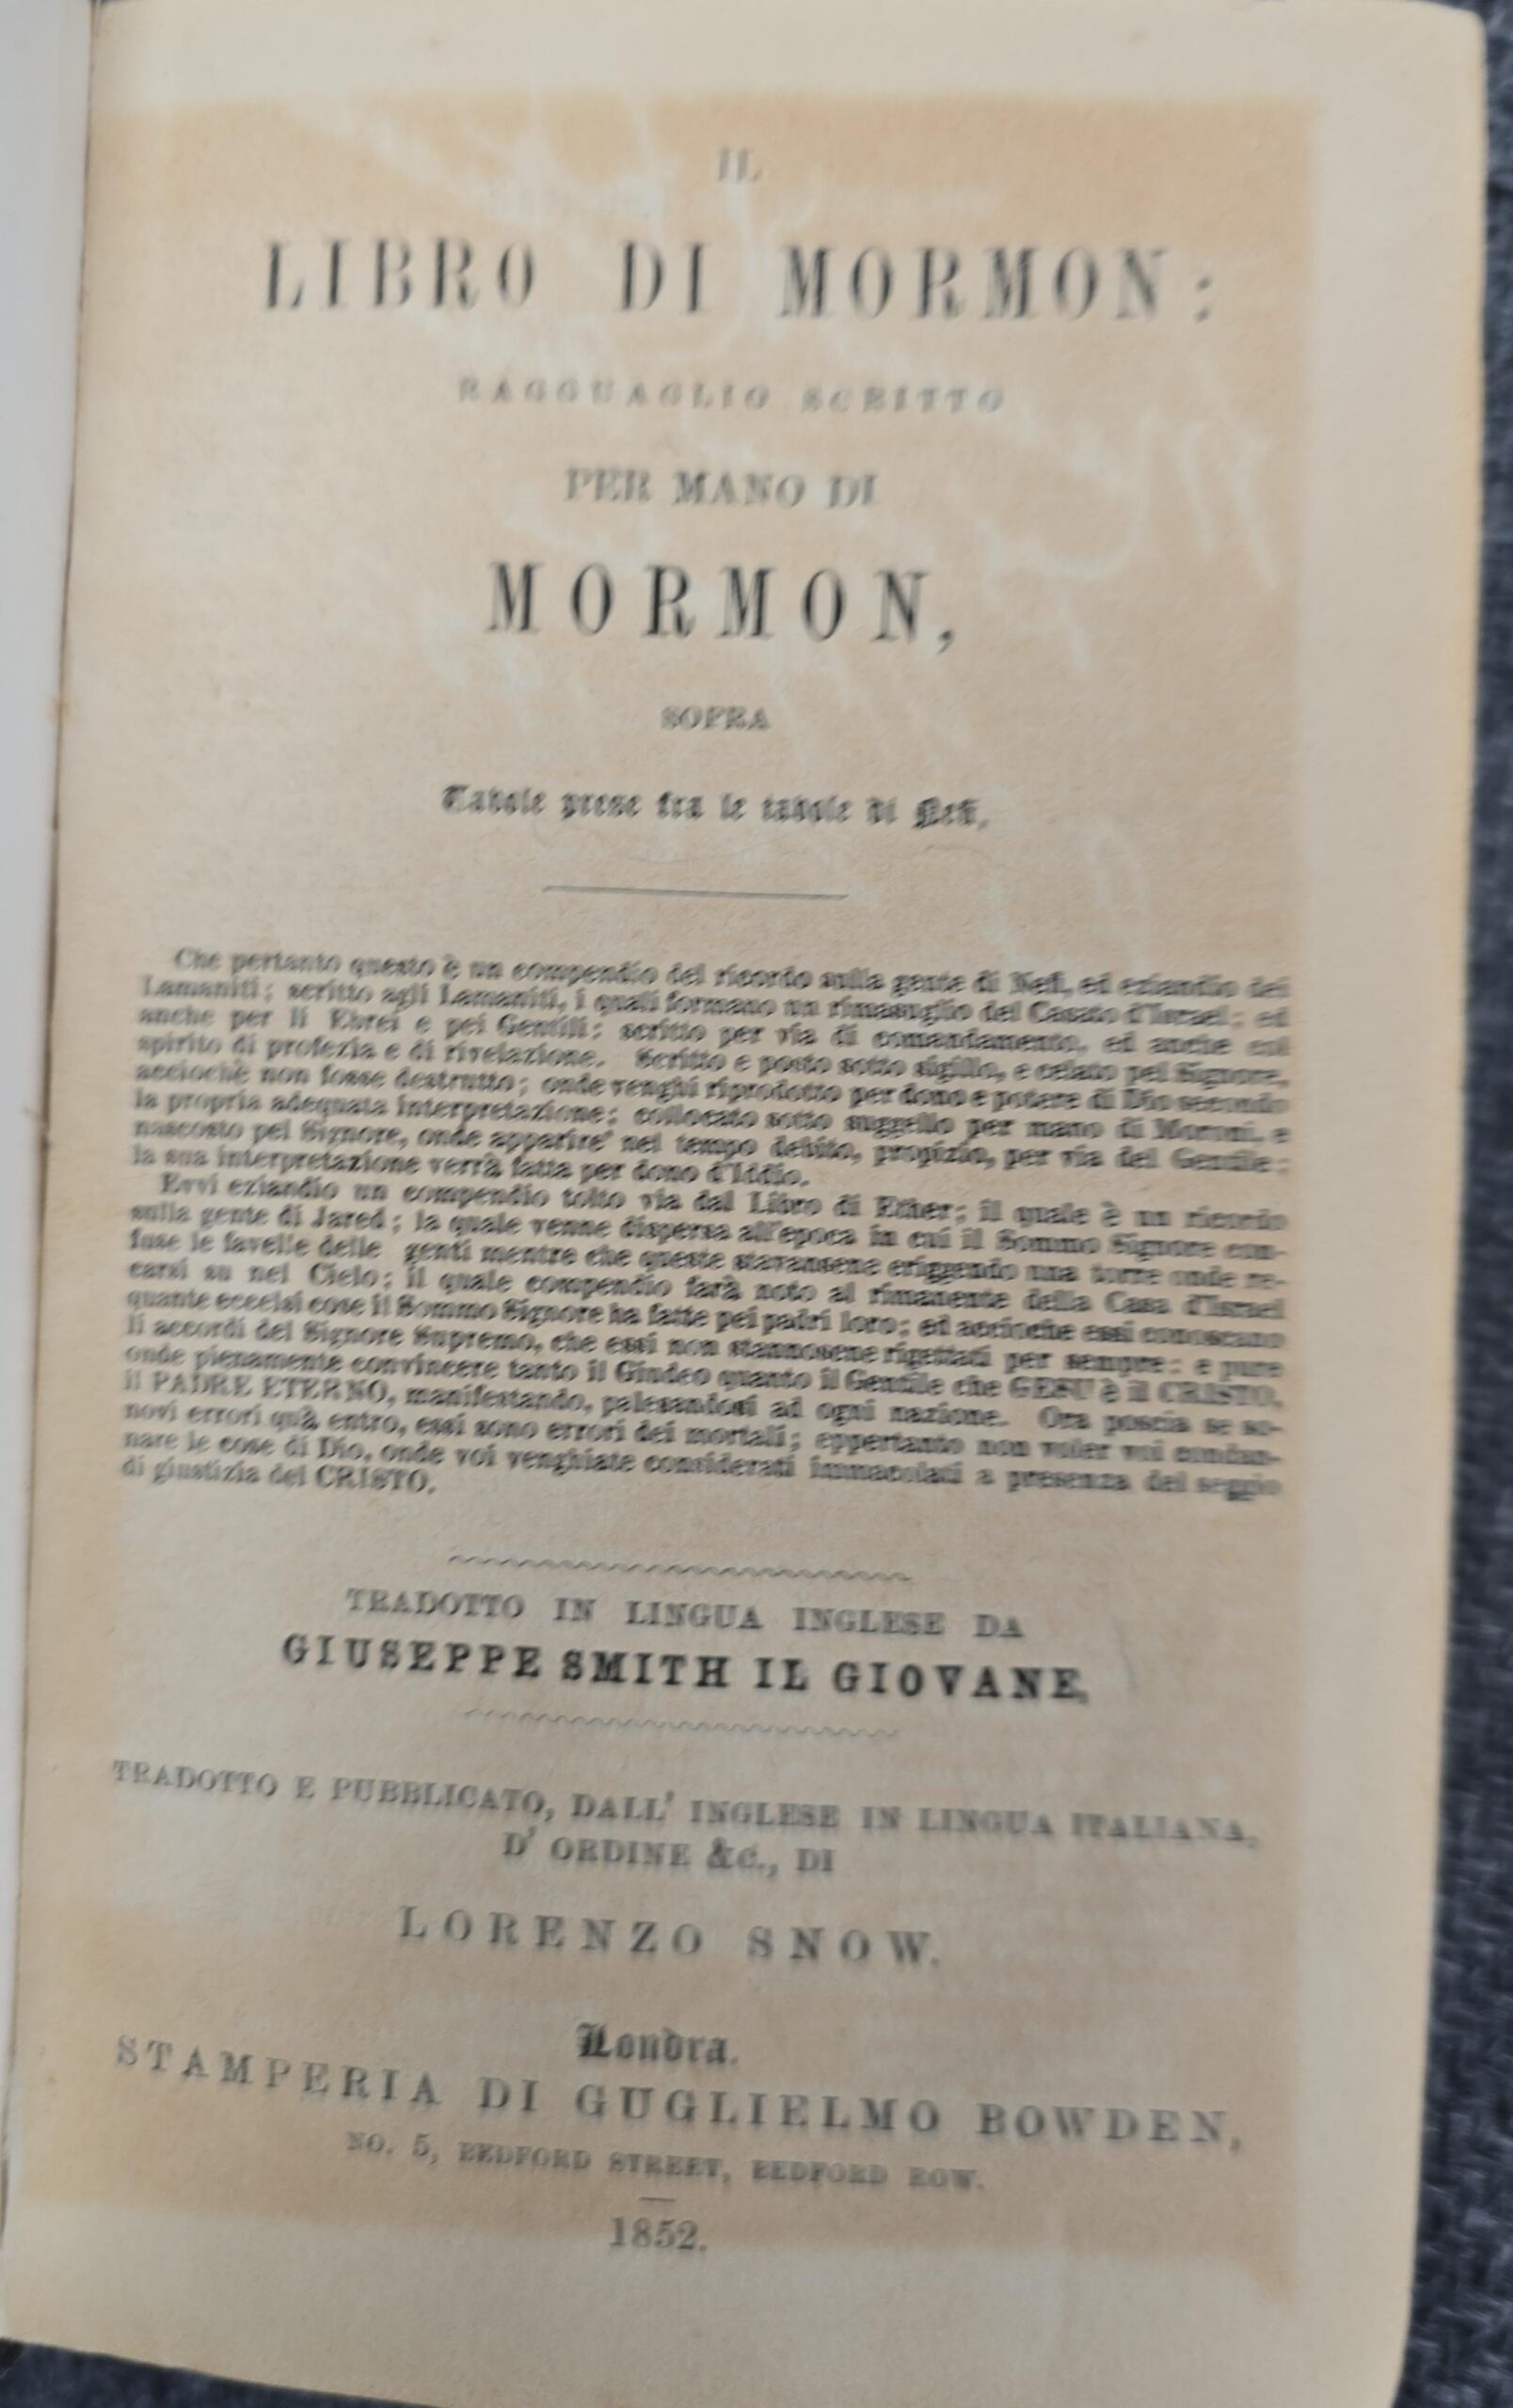 IL
LIBRO DI MORMON:
RAGGUAGLIO SCRITTO
PER MANO DI
MORMON,
SOPRA
Tavole prese fra le tavole di Nefi.
Che pertanto questo è un compendio del ricordo sulla gente di Nefi, ed eziandio dei
Lamaniti; scritto agli Lamaniti, i quali formano un rimasuglio del Casato d'Israel; ed
anche per li Ebrei e pei Gentili; scritto per via di comandamento, ed anche col
spirito di profezia e di rivelazione. Scritto e posto sotto sigillo, e celato pel Signore,
acciochè non fosse destrutto; onde venghi riprodotto per dono e potere di Dio secondo
la propria adequata interpretazione; collocato sotto suggello per mano di Moroni, e
nascosto pel Signore, onde apparire nel tempo debito, propizio, per via del Gentile;
la sua interpretazione verrà fatta per dono d'Iddio.
Evvi eziandio un compendio tolto via dal Libro di Ether; il quale è un ricordo
sulla gente di Jared; la quale venne dispersa all'epoca in cui il Sommo Signore con-
fuse le favelle delle genti mentre che queste stavansene eriggendo una torre onde re-
carsi su nel Cielo; il quale compendio farà noto al rimanente della Casa d'Israel
quante eccelsi cose il Sommo Signore ha fatte pei padri loro; ed acciochè essi conoscano
li accordi del Signore Supremo, che essi non stannosene rigettati per sempre; e pure
onde pienamente convincere tanto il Giudeo quanto il Gentile che GESU è il CRISTO,
il PADRE ETERNO, manifestando, palesandosi ad ogni nazione. Ora poscia se so-
novi errori quà entro, essi sono errori dei mortali; eppertanto non voler voi condan-
nare le cose di Dio, onde voi venghiate considerati immacolati a presenza del seggio
di giustizia del CRISTO.
TRADOTTO IN LINGUA INGLESE DA
GIUSEPPE SMITH IL GIOVANE,
TRADOTTO E PUBBLICATO, DALL' INGLESE IN LINGUA ITALIANA,
D' ORDINE &C., DI
LORENZO SNOW.
Londra.
STAMPERIA DI GUGLIELMO BOWDEN,
NO. 5, BEDFORD STREET, BEDFORD ROW.
1852.